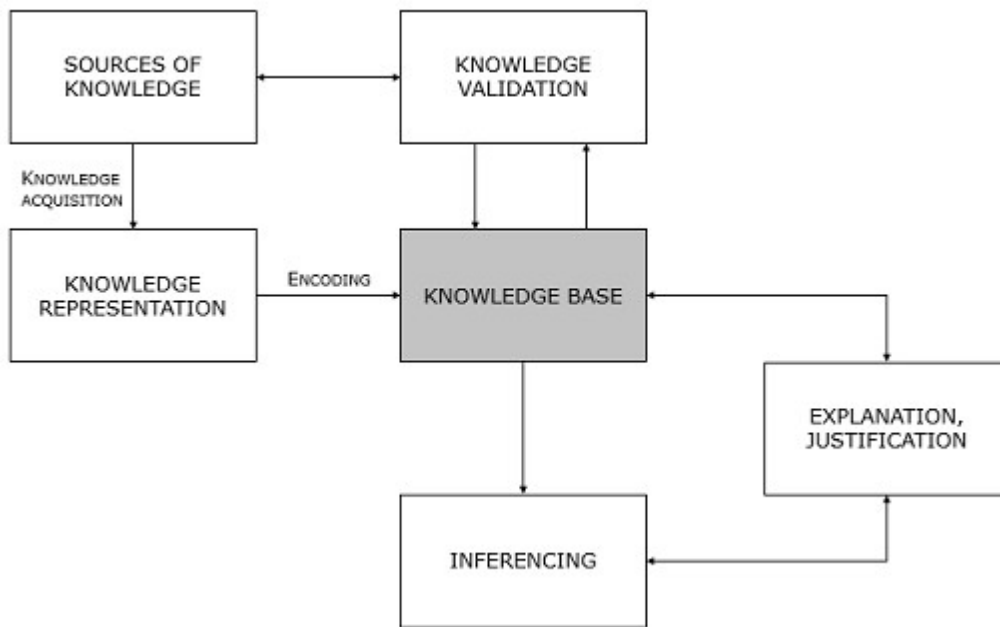 SOURCES OF
KNOWLEDGE
KNOWLEDGE
VALIDATION
KNOWLEDGE
ACQUISITION
KNOWLEDGE
REPRESENTATION
ENCODING
KNOWLEDGE BASE
EXPLANATION,
JUSTIFICATION
INFERENCING